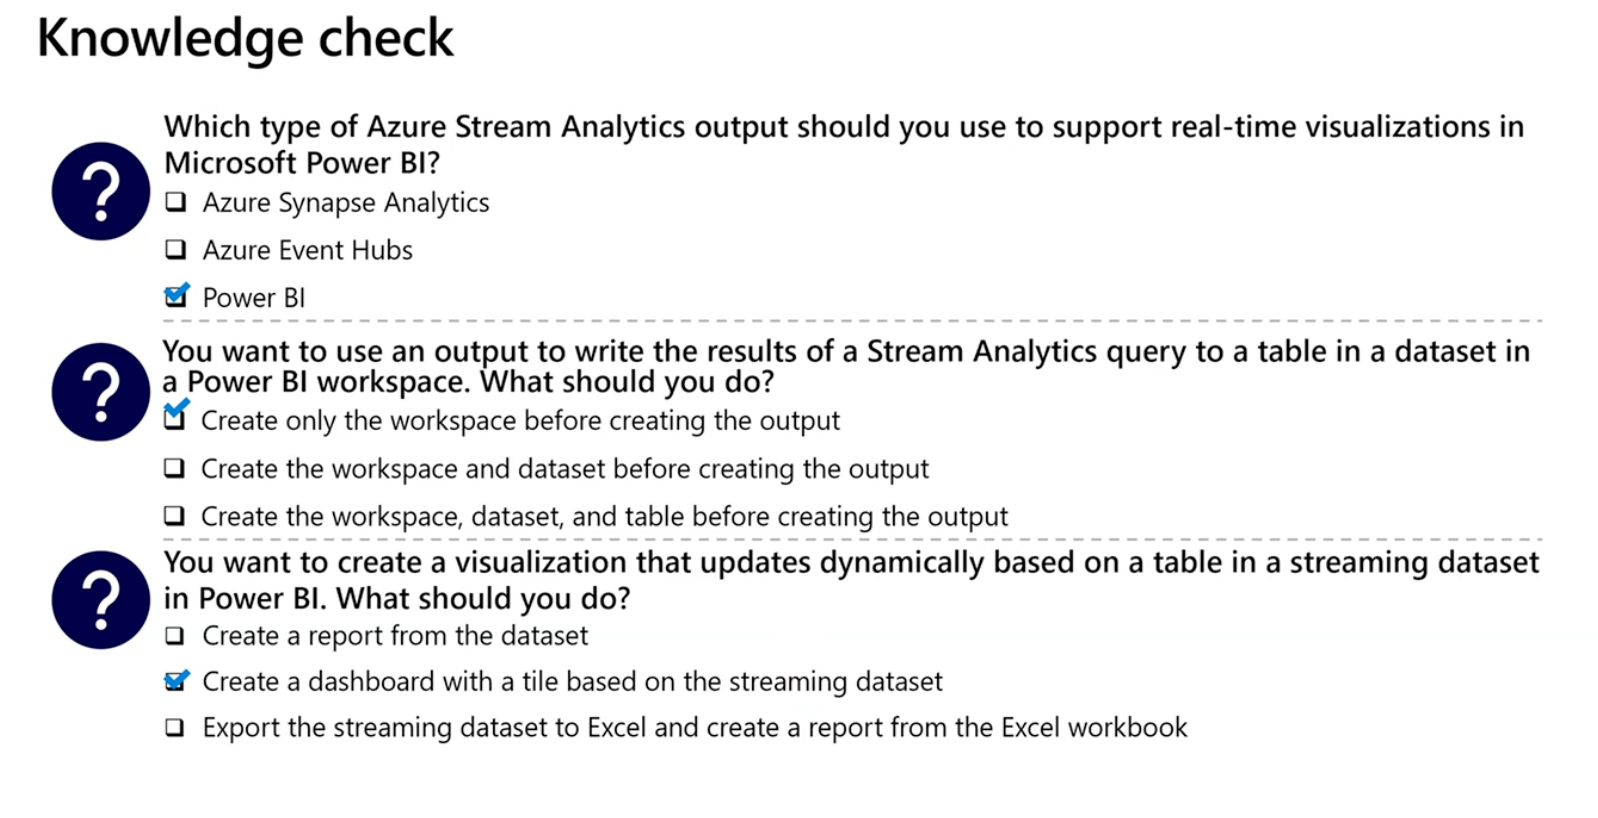 Knowledge check
Which type of Azure Stream Analytics output should you use to support real-time visualizations in
Microsoft Power BI?
Azure Synapse Analytics
Azure Event Hubs
Power BI
You want to use an output to write the results of a Stream Analytics query to a table in a dataset in
a Power BI workspace. What should you do?
Create only the workspace before creating the output
Create the workspace and dataset before creating the output
Create the workspace, dataset, and table before creating the output
You want to create a visualization that updates dynamically based on a table in a streaming dataset
in Power BI. What should you do?
Create a report from the dataset
Create a dashboard with a tile based on the streaming dataset
Export the streaming dataset to Excel and create a report from the Excel workbook